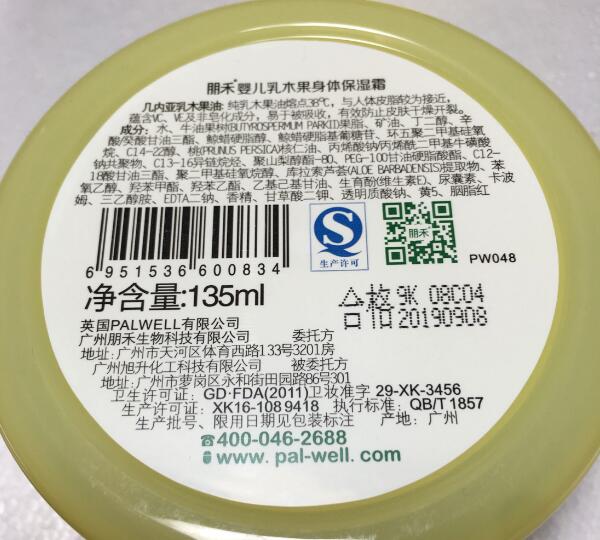 朋禾®婴儿乳木果身体保湿霜
几内亚乳木果油：纯乳木果油熔点38℃，与人体皮脂较为接近，
蕴含VC、VE及非皂化成分，易于被吸收，有效防止皮肤干燥开裂。
成分：水、牛油果树(BUTYROSPERMUM PARKII)果脂、矿油、丁二醇、辛
酸/癸酸甘油三酯、鲸蜡硬脂醇、鲸蜡硬脂基葡糖苷、环五聚二甲基硅氧
烷、C14-22醇、桃(PRUNUS PERSICA)核仁油、丙烯酸钠/丙烯酰二甲基牛磺酸
钠共聚物、C13-16异链烷烃、聚山梨醇酯-80、PEG-100甘油硬脂酸酯、C12-
18酸甘油三酯、聚二甲基硅氧烷醇、库拉索芦荟(ALOE BARBADENSIS)提取物、苯
氧乙醇、羟苯甲酯、羟苯乙酯、乙基己基甘油、生育酚(维生素E)、尿囊素、卡波
姆、三乙醇胺、EDTA二钠、香精、甘草酸二钾、透明质酸钠、黄5、胭脂红
6 951536 600834
QS
生产许可
朋禾
PW048
净含量:135ml
合格 9K 08C04
日 20190908
英国PALWELL有限公司
广州朋禾生物科技有限公司 委托方
地址:广州市天河区体育西路133号3201房
广州旭升化工科技有限公司 被委托方
地址:广州市萝岗区永和街田园路86号301
卫生许可证: GD·FDA(2011)卫妆准字 29-XK-3456
生产许可证: XK16-108 9418 执行标准: QB/T 1857
生产批号、限用日期见包装标注 产地: 广州
☎400-046-2688
www. pal-well. com